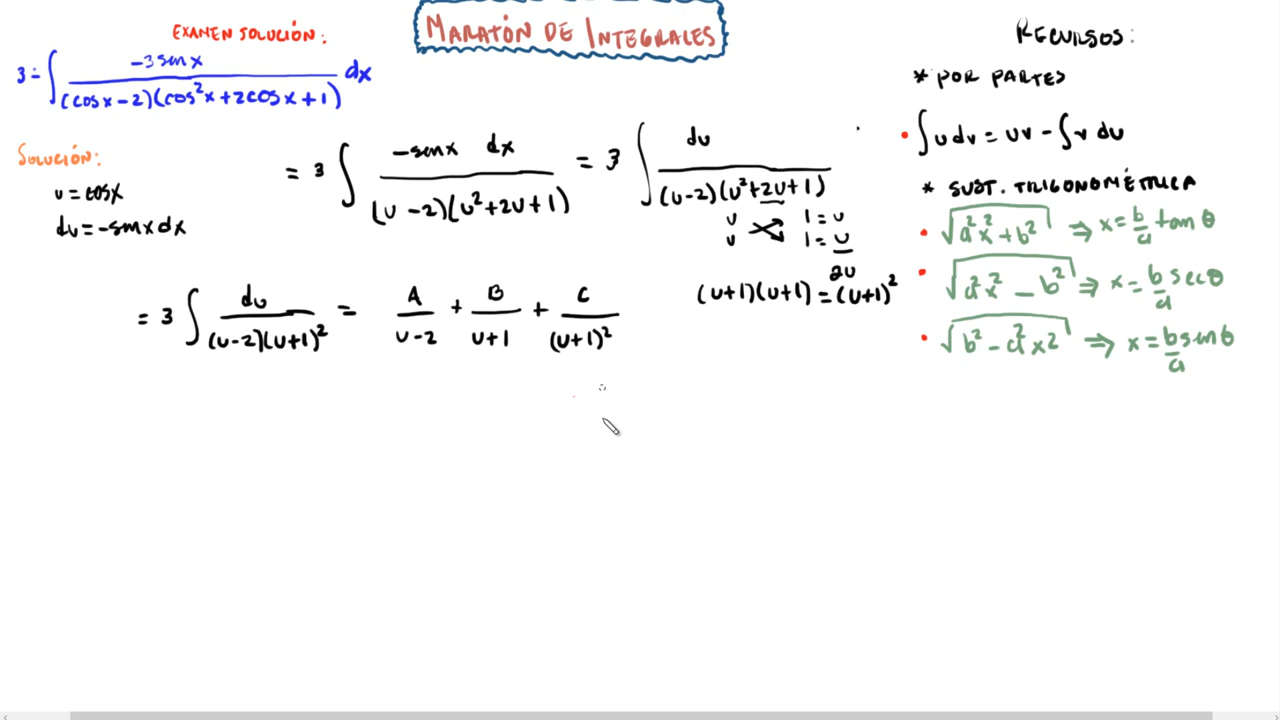 MARATÓN DE INTEGRALES
EXAMEN SOLUCIÓN:
3÷ ∫ -3 sen x / (cos x - 2)(cos²x + 2cos x + 1) dx
SOLUCIÓN:
u = cos x
du = -sen x dx
= 3 ∫ -sen x dx / (u - 2)(u² + 2u + 1) = 3 ∫ du / (u-2)(u² + 2u + 1)
u 1 = u
u 1 = u
2u
(u+1)(u+1) = (u+1)²
= 3 ∫ du / (u-2)(u+1)² = A / u-2 + B / u+1 + C / (u+1)²
RECURSOS:
* POR PARTES
• ∫ u dv = uv - ∫ v du
* SUST. TRIGONOMÉTRICA
• √a²x² + b² ⇒ x = b/a tan θ
• √a²x² - b² ⇒ x = b/a sec θ
• √b² - a²x2 ⇒ x = b/a sen θ